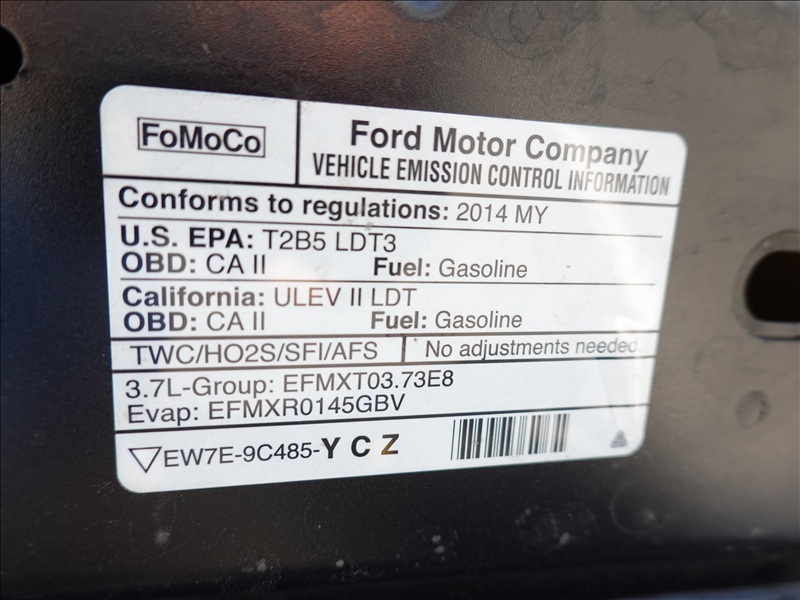 FoMoCo
Ford Motor Company
VEHICLE EMISSION CONTROL INFORMATION
Conforms to regulations: 2014 MY
U.S. EPA: T2B5 LDT3
OBD: CA II Fuel: Gasoline
California: ULEV II LDT
OBD: CA II Fuel: Gasoline
TWC/HO2S/SFI/AFS No adjustments needed.
3.7L-Group: EFMXT03.73E8
Evap: EFMXR0145GBV
EW7E-9C485-Y C Z